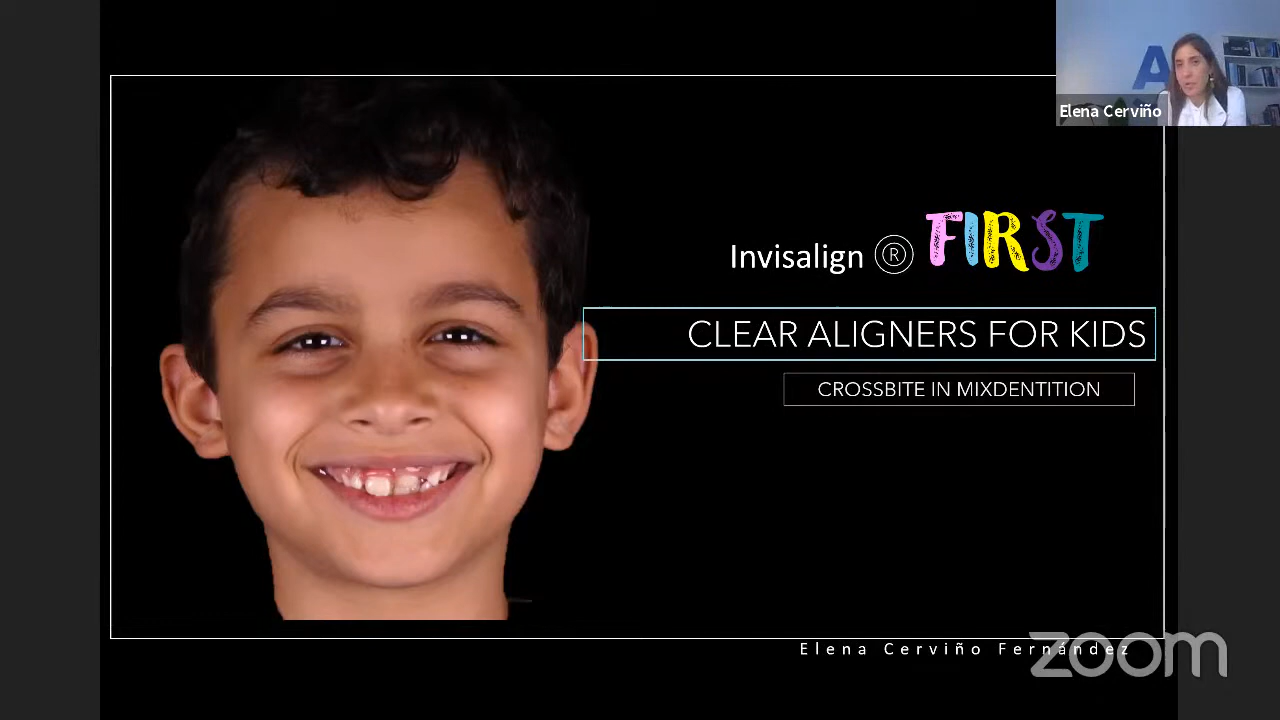 A
Elena Cerviño
Invisalign ® FIRST
CLEAR ALIGNERS FOR KIDS
CROSSBITE IN MIXDENTITION
Elena Cerviño Fernández
zoom